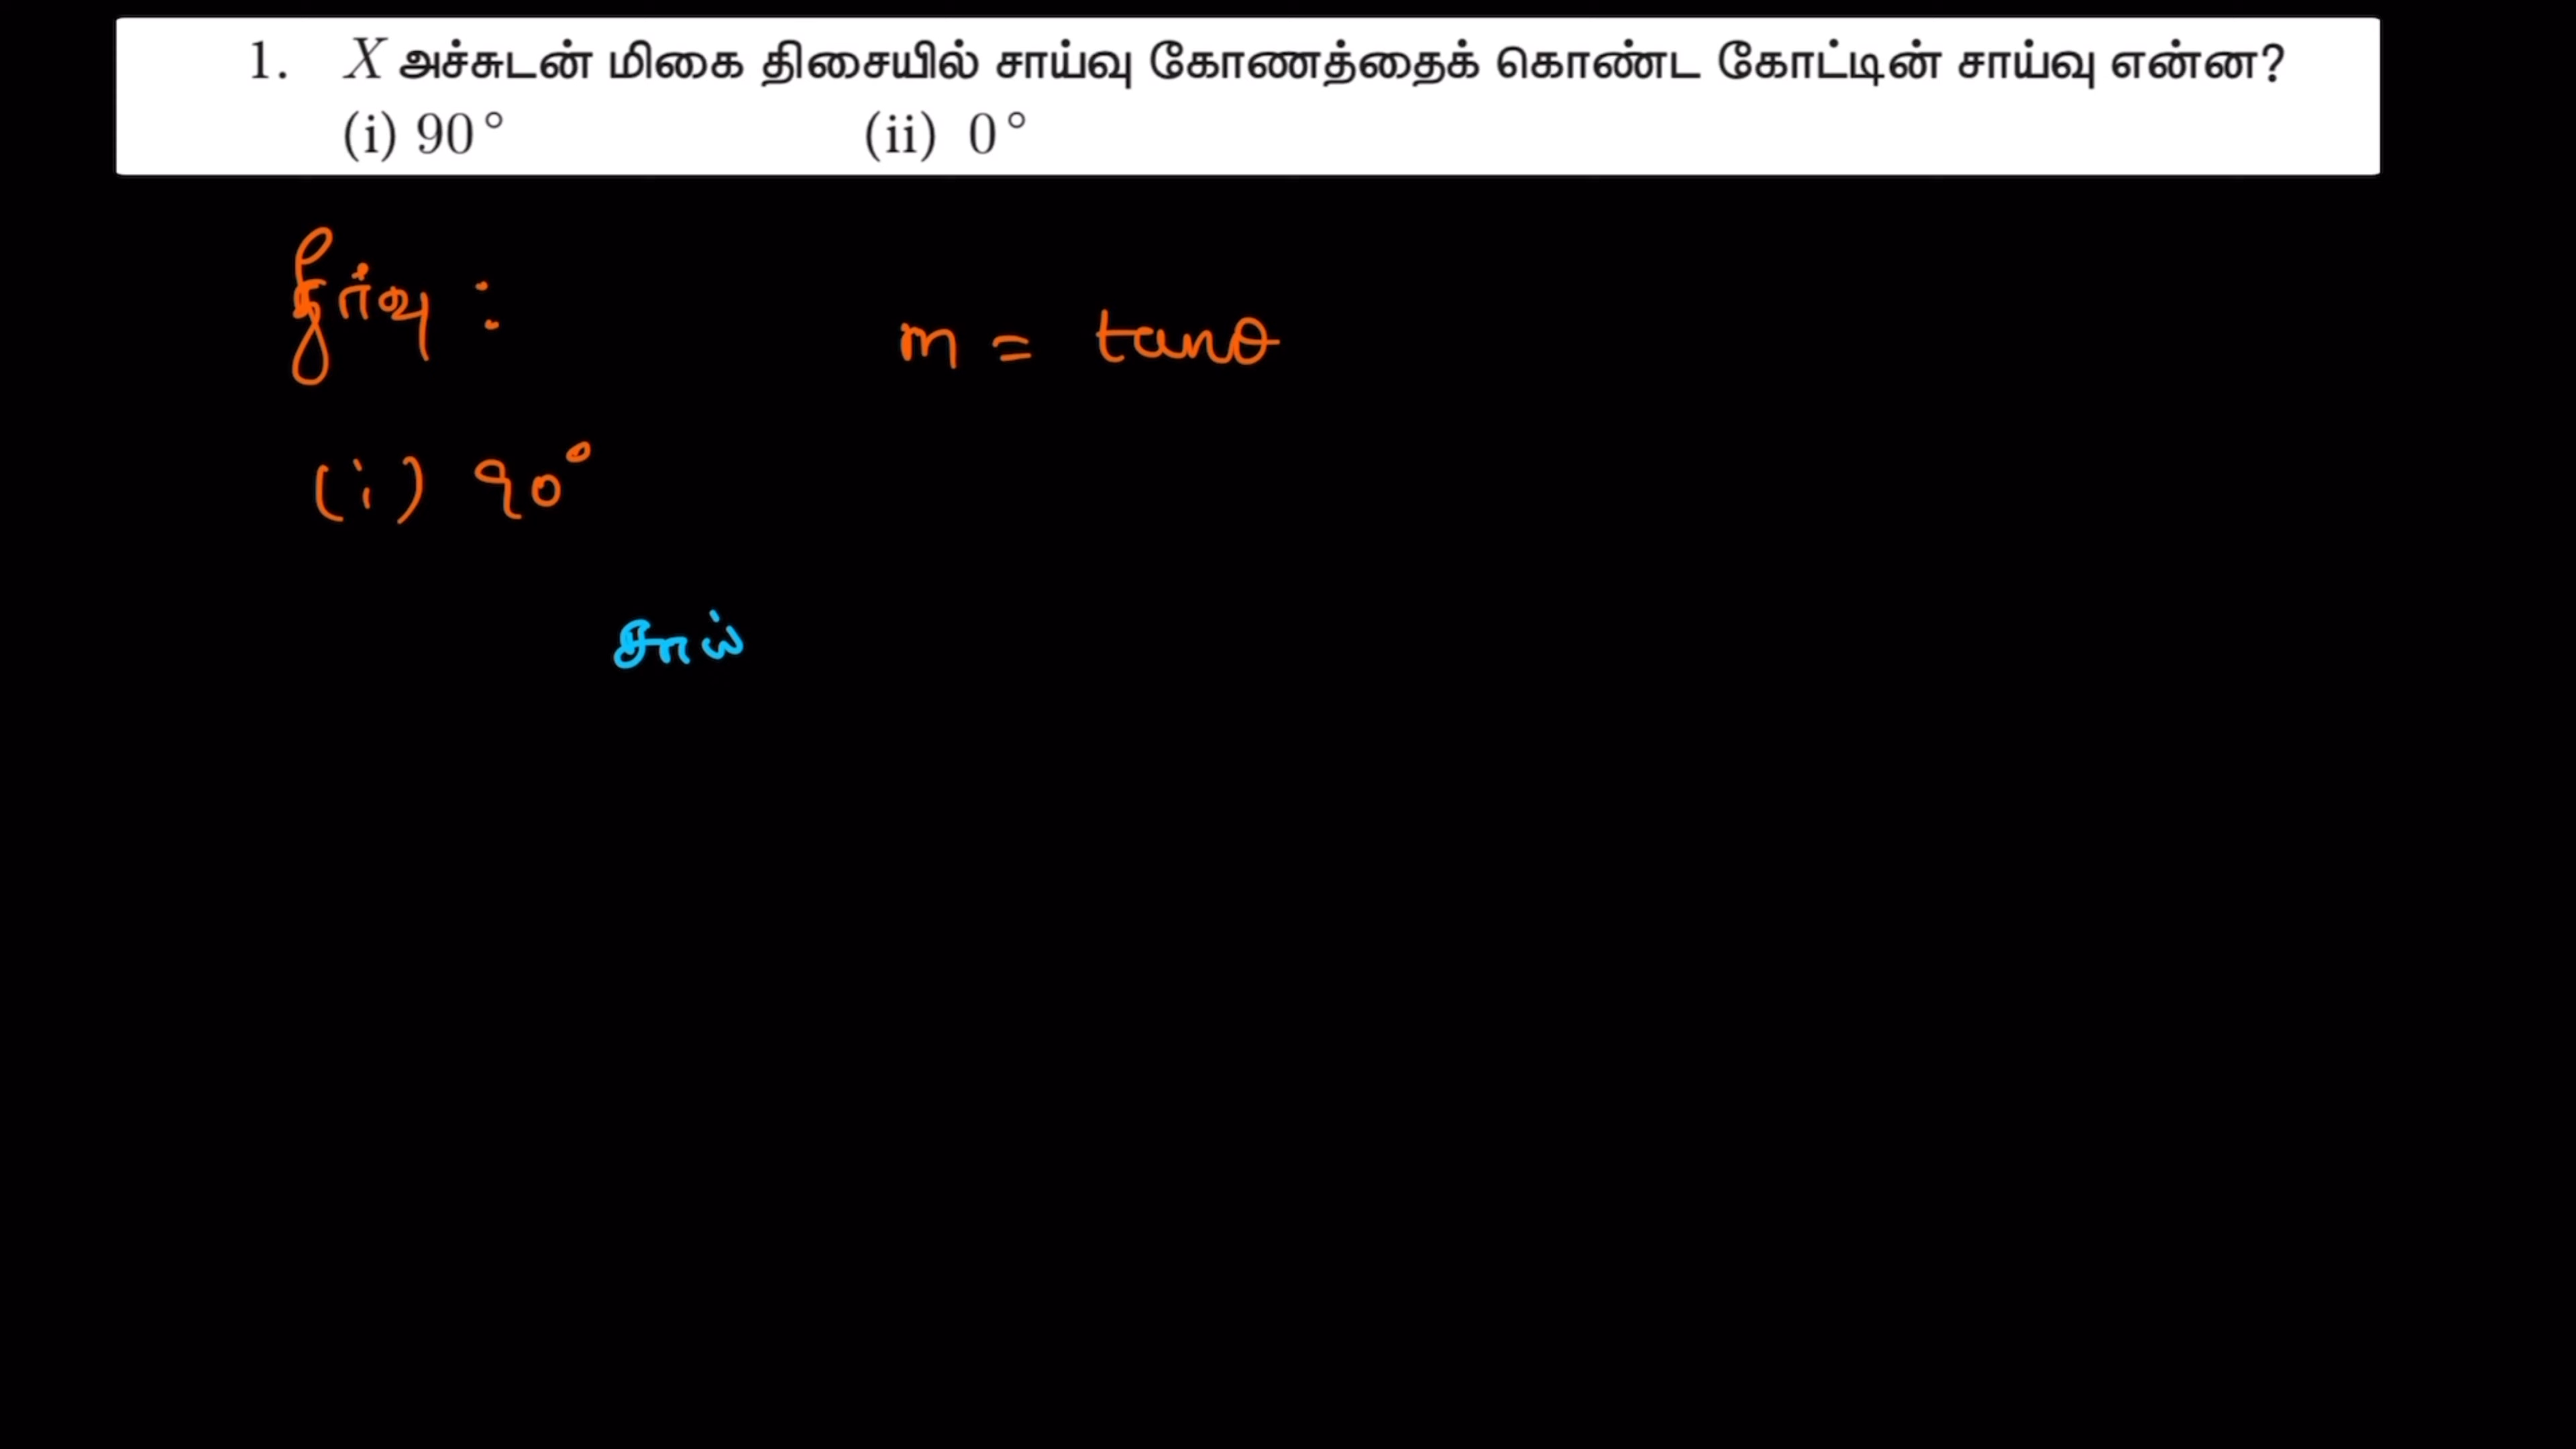 1. X அச்சுடன் மிகை திசையில் சாய்வு கோணத்தைக் கொண்ட கோட்டின் சாய்வு என்ன?
(i) 90° (ii) 0°
தீர்வு :
m = tanθ
(i) 90°
சாய்